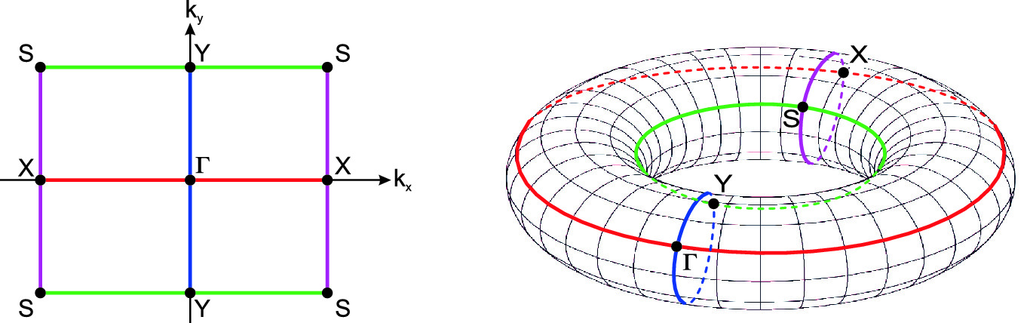 k_y
S Y S
X Γ X k_x
S Y S
X
S
Y
Γ